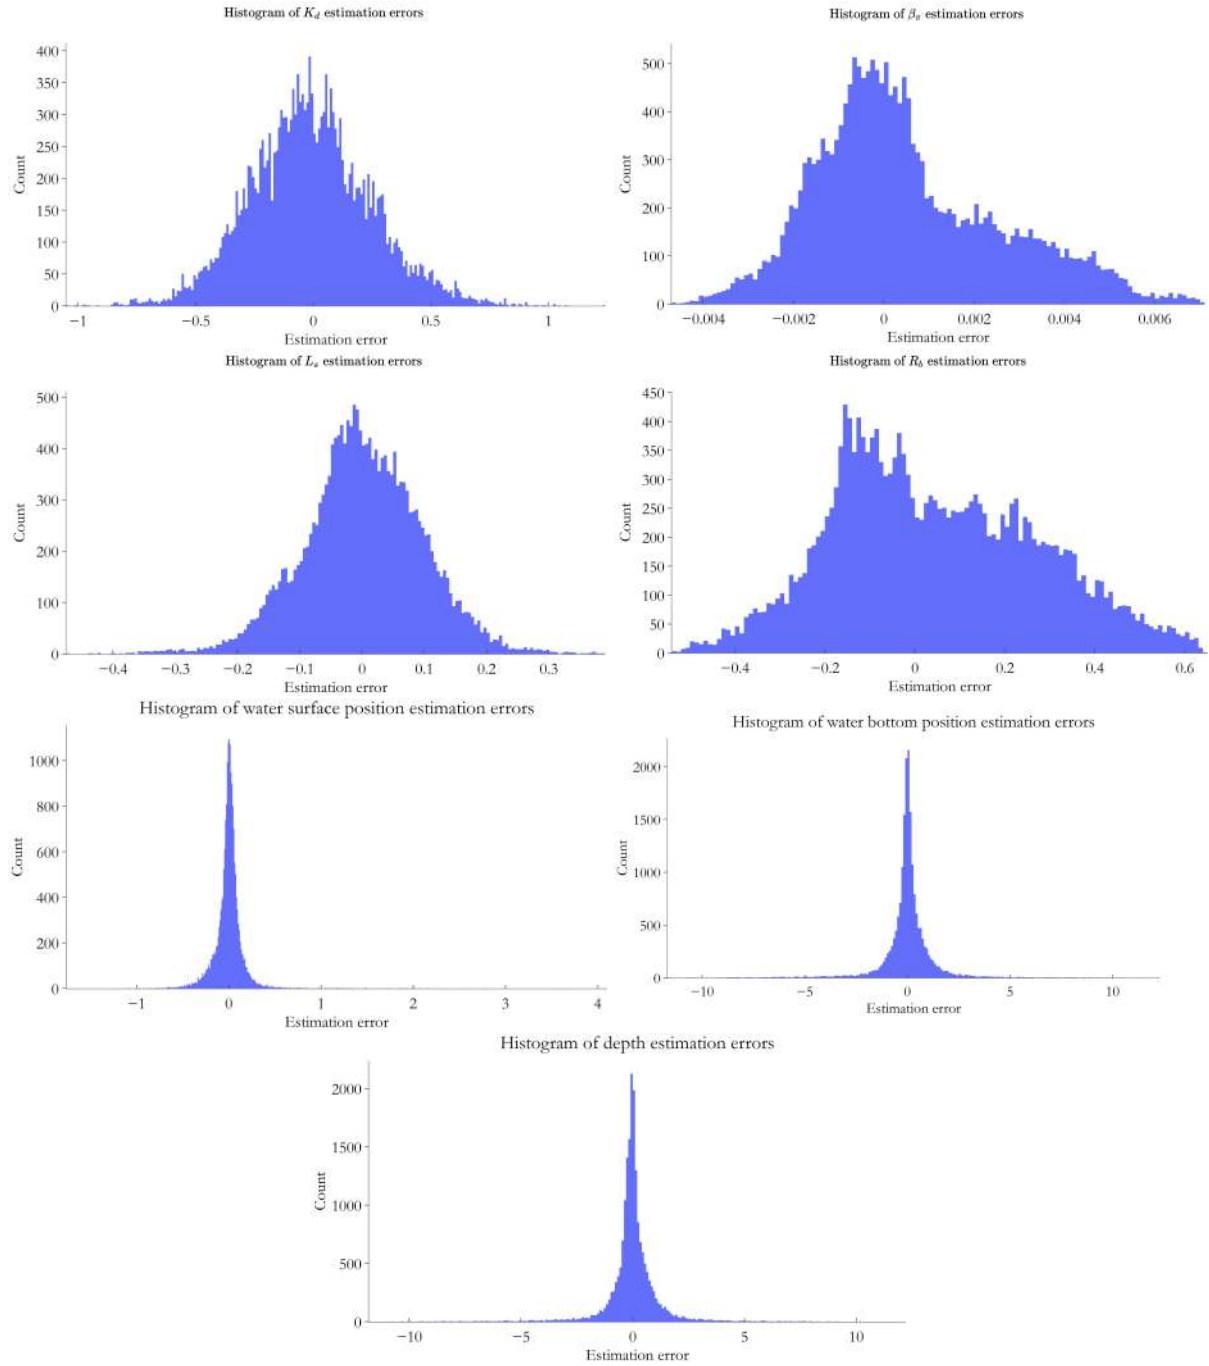 Histogram of K_d estimation errors
400
350
300
250
200
150
100
50
0
Count
−1 −0.5 0 0.5 1
Estimation error
Histogram of β_π estimation errors
500
400
300
200
100
0
Count
−0.004 −0.002 0 0.002 0.004 0.006
Estimation error
Histogram of L_s estimation errors
500
400
300
200
100
0
Count
−0.4 −0.3 −0.2 −0.1 0 0.1 0.2 0.3
Estimation error
Histogram of R_b estimation errors
450
400
350
300
250
200
150
100
50
0
Count
−0.4 −0.2 0 0.2 0.4 0.6
Estimation error
Histogram of water surface position estimation errors
1000
800
600
400
200
0
Count
−1 0 1 2 3 4
Estimation error
Histogram of water bottom position estimation errors
2000
1500
1000
500
0
Count
−10 −5 0 5 10
Estimation error
Histogram of depth estimation errors
2000
1500
1000
500
0
Count
−10 −5 0 5 10
Estimation error